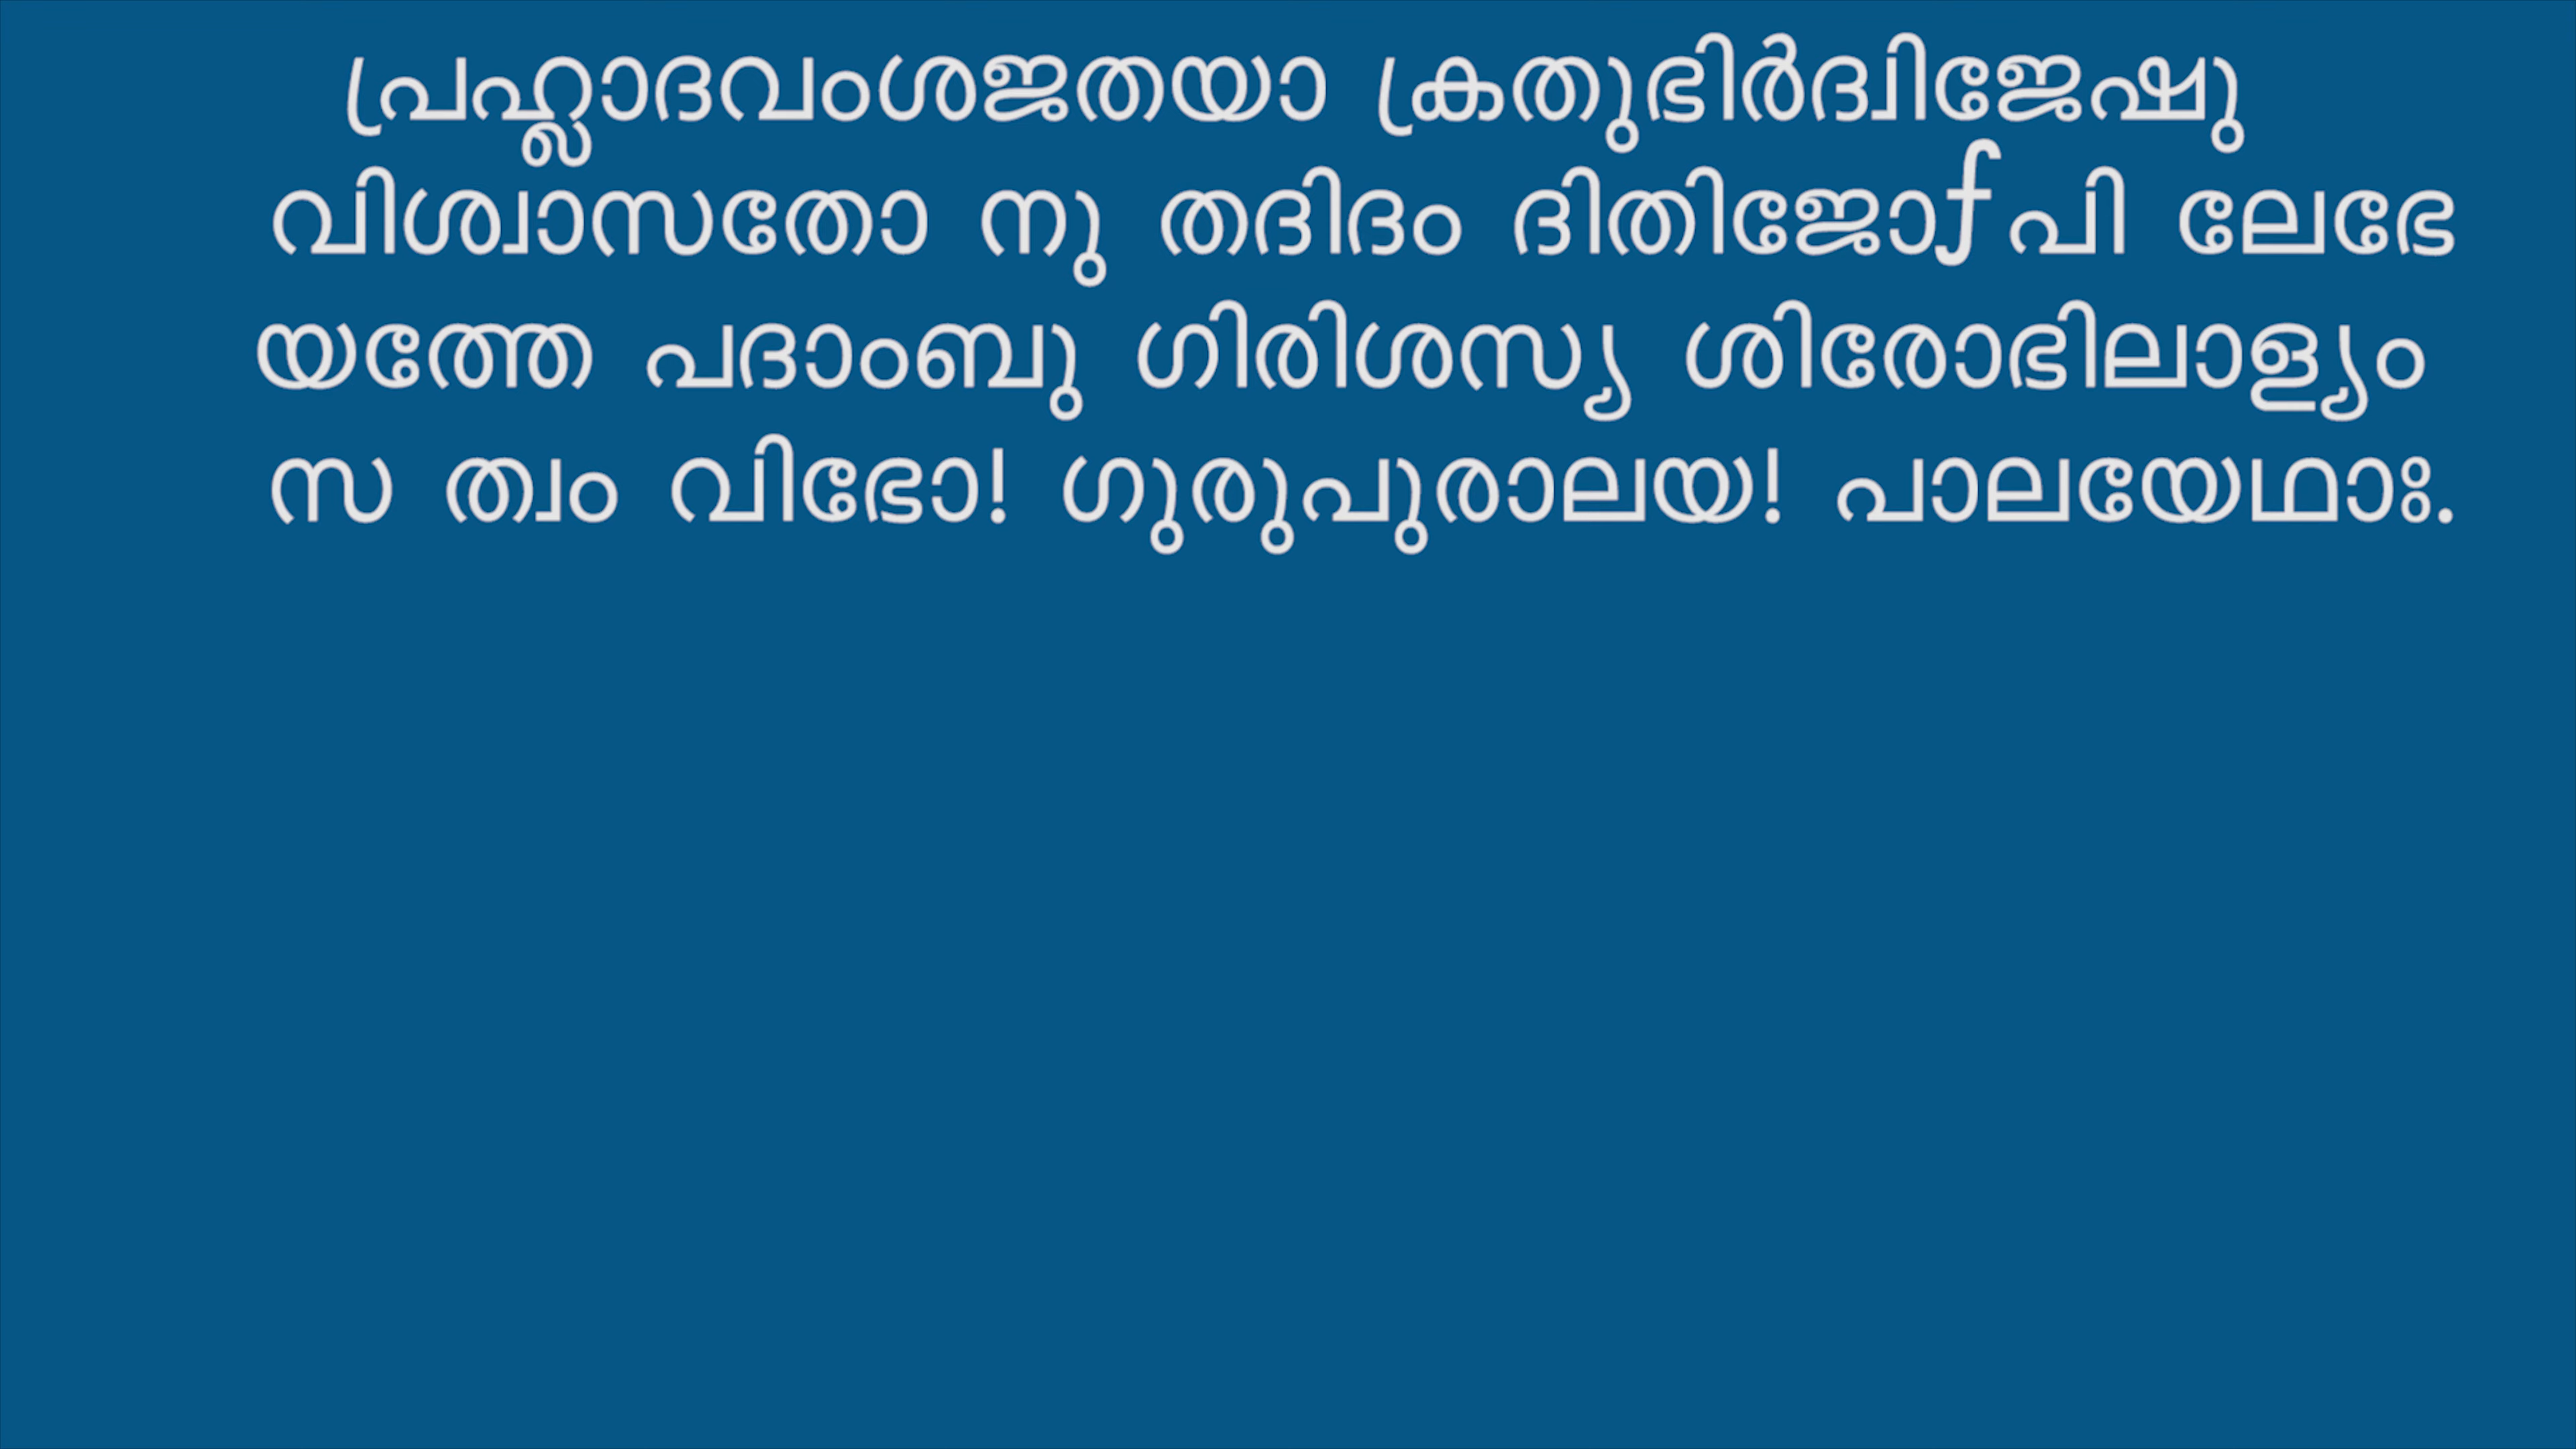 പ്രഹ്ലാദവംശജതയാ ക്രതുഭിർദ്വിജേഷു
വിശ്വാസതോ നു തദിദം ദിതിജോƒപി ലേഭേ
യത്തേ പദാംബു ഗിരിശസ്യ ശിരോഭിലാള്യം
സ ത്വം വിഭോ! ഗുരുപുരാലയ! പാലയേഥാഃ.